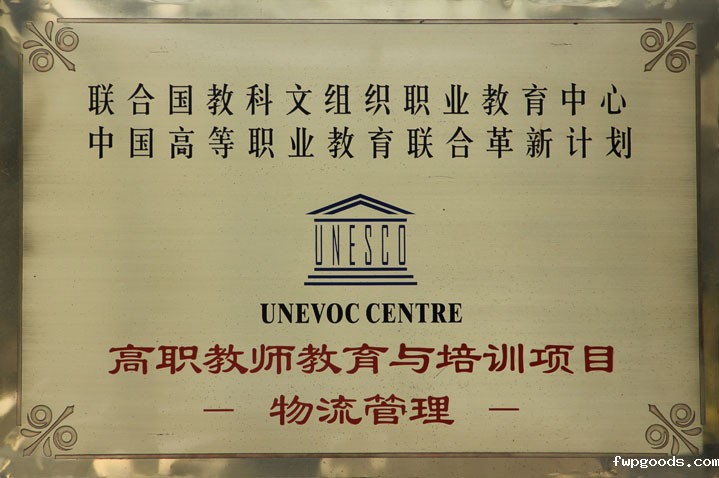 联合国教科文组织职业教育中心
中国高等职业教育联合革新计划
UNESCO
UNEVOC CENTRE
高职教师教育与培训项目
— 物流管理 —
fwpgoods.com